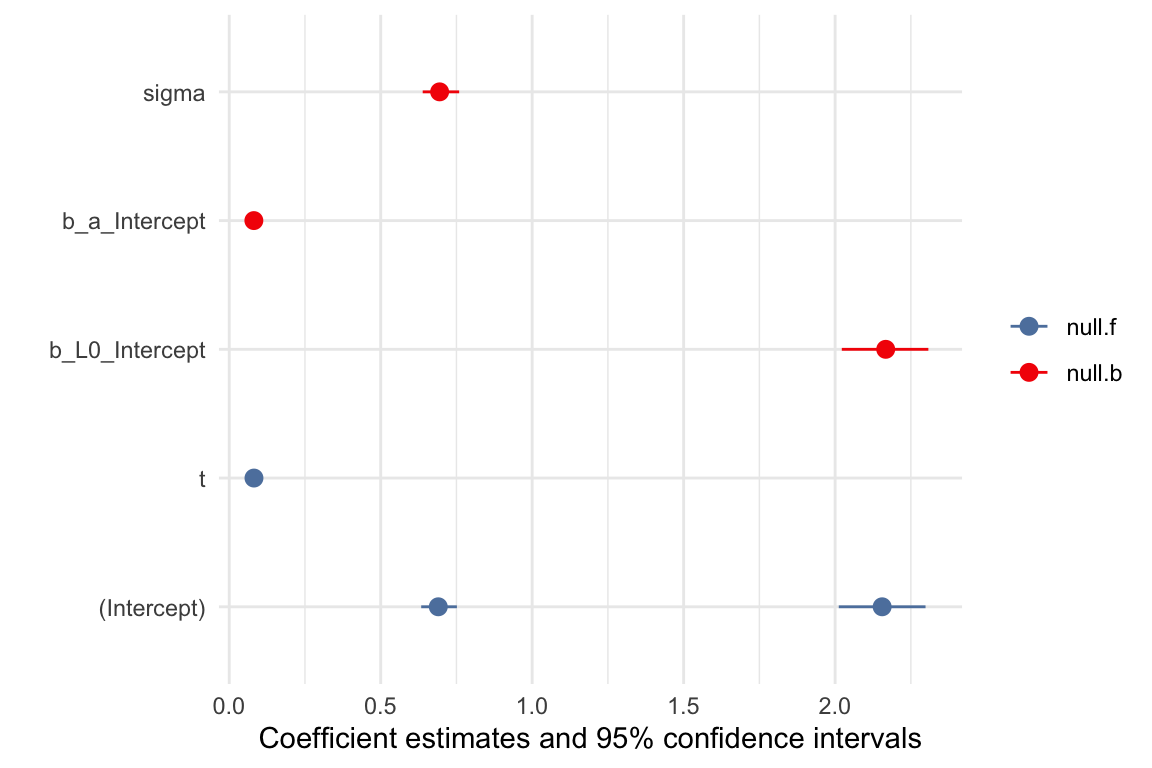 sigma
b_a_Intercept
b_L0_Intercept
t
(Intercept)
0.0 0.5 1.0 1.5 2.0
Coefficient estimates and 95% confidence intervals
null.f
null.b